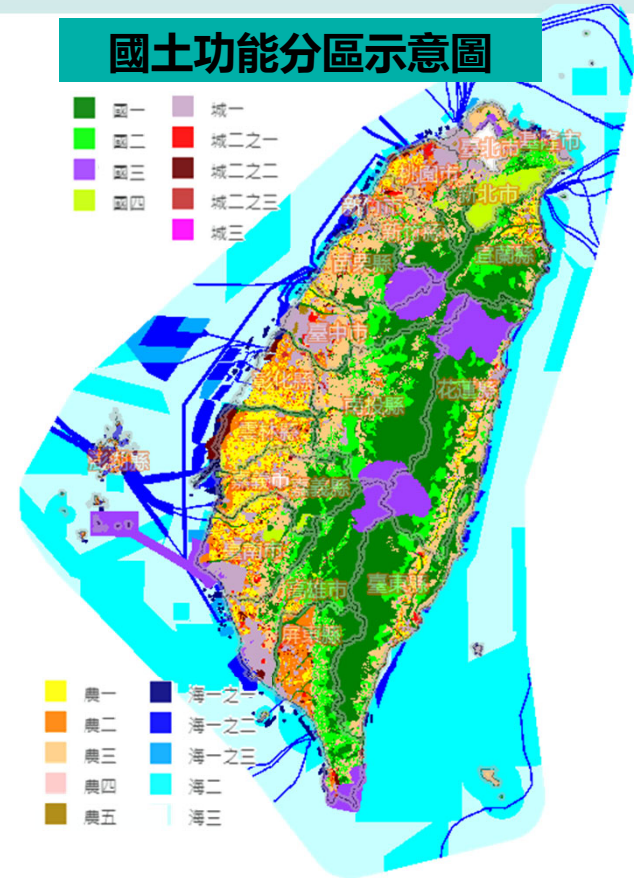 國土功能分區示意圖
國一
國二
國三
國四
城一
城二之一
城二之二
城二之三
城三
臺北市
基隆市
桃園市
新北市
新竹市
新竹縣
宜蘭縣
苗栗縣
臺中市
彰化縣
南投縣
花蓮縣
雲林縣
澎湖縣
嘉義市
嘉義縣
臺南市
高雄市
臺東縣
屏東縣
農一
農二
農三
農四
農五
海一之一
海一之二
海一之三
海二
海三